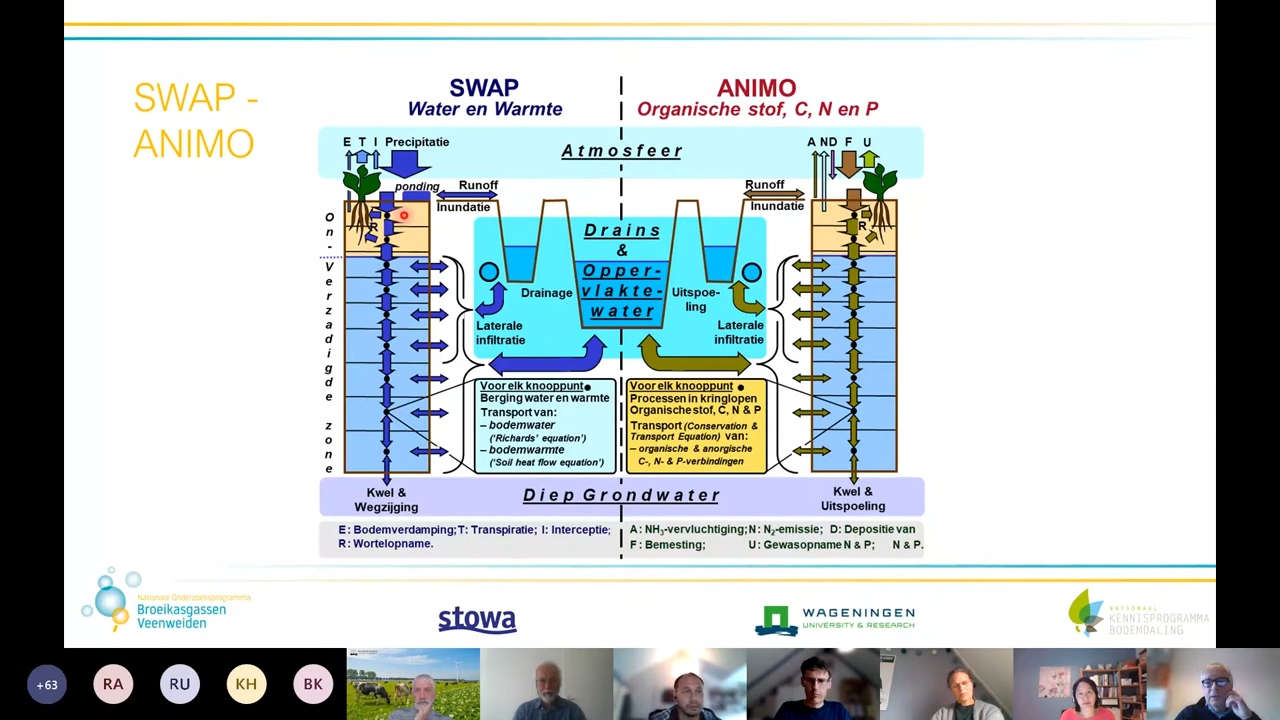 SWAP -
ANIMO
SWAP
Water en Warmte
ANIMO
Organische stof, C, N en P
E T I Precipitatie
Atmosfeer
A ND F U
ponding
Runoff
Inundatie
Runoff
Inundatie
R
R
On-
Verzadigde zone
Drains
&
Opper-
vlakte-
water
Drainage
Uitspoe-
ling
Laterale
infiltratie
Laterale
infiltratie
Voor elk knooppunt
Berging water en warmte
Transport van:
– bodemwater
('Richards' equation')
– bodemwarmte
('Soil heat flow equation')
Voor elk knooppunt
Processen in kringlopen
Organische stof, C, N & P
Transport (Conservation &
Transport Equation) van:
– organische & anorgische
C-, N- & P-verbindingen
Kwel &
Wegzijging
Diep Grondwater
Kwel &
Uitspoeling
E: Bodemverdamping; T: Transpiratie; I: Interceptie;
R: Wortelopname.
A: NH3-vervluchtiging; N: N2-emissie; D: Depositie van
F: Bemesting; U: Gewasopname N & P; N & P.
Nationaal Onderzoeksprogramma
Broeikasgassen
Veenweiden
stowa
WAGENINGEN
UNIVERSITY & RESEARCH
NATIONAAL
KENNISPROGRAMMA
BODEMDALING
+63
RA
RU
KH
BK